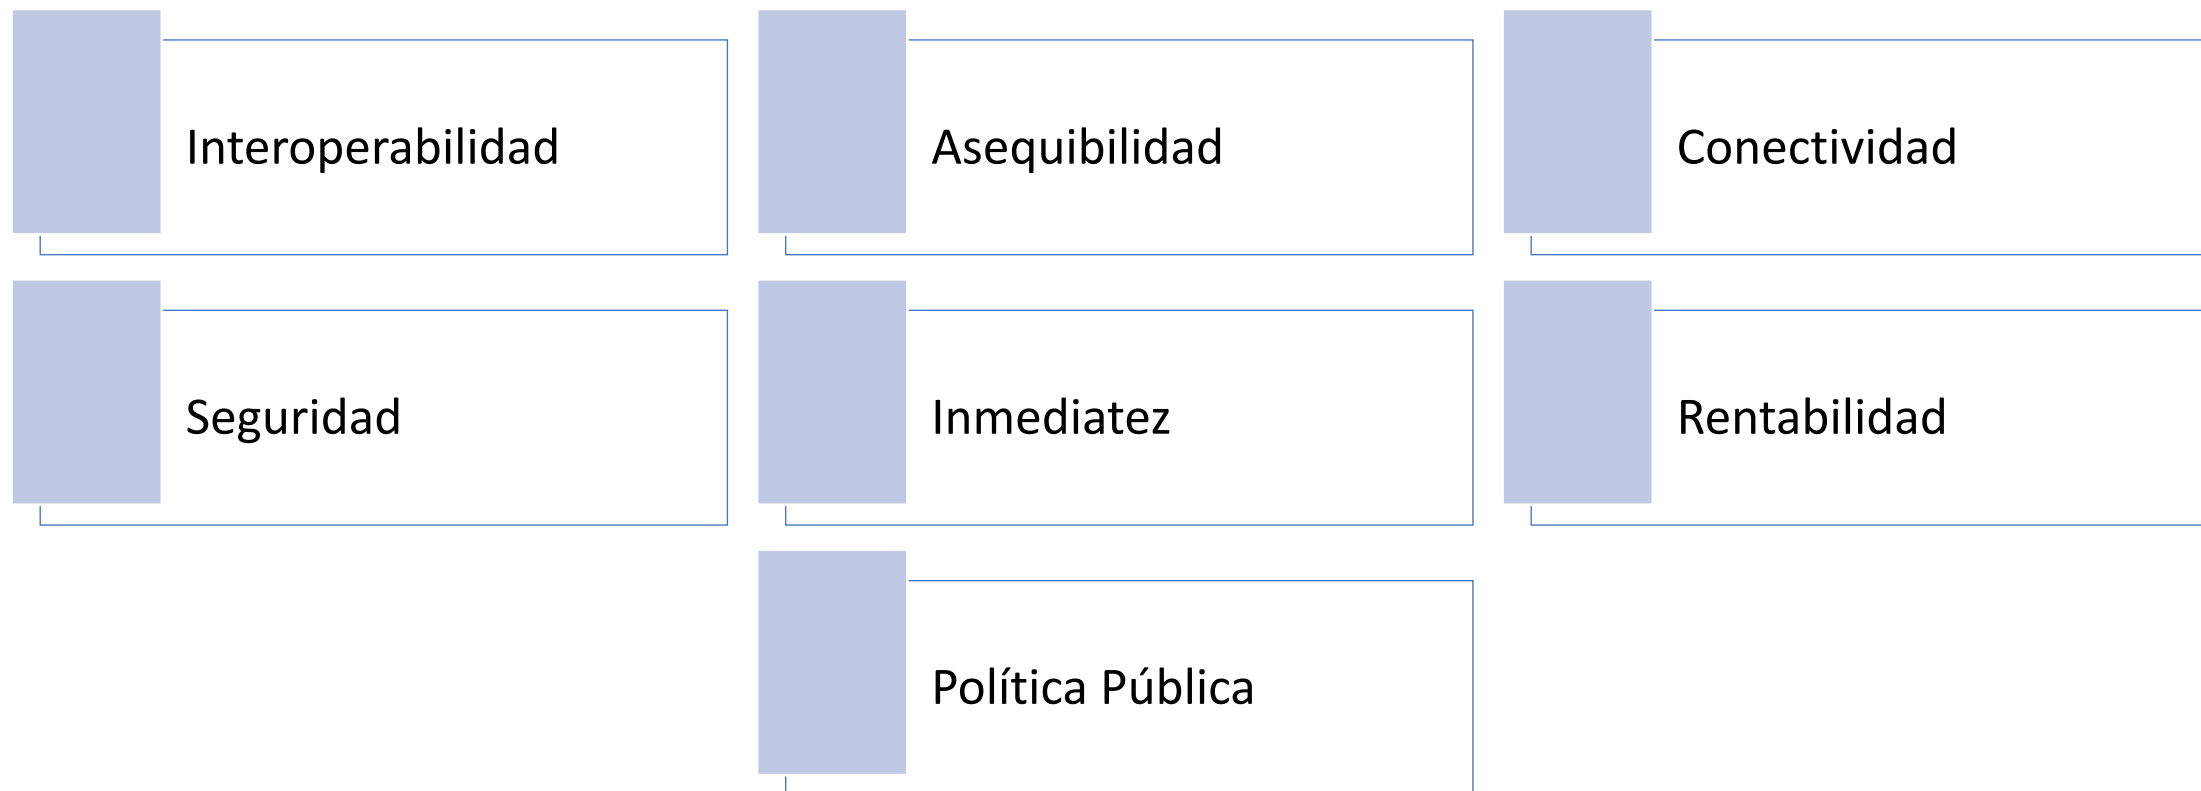 Interoperabilidad
Asequibilidad
Conectividad
Seguridad
Inmediatez
Rentabilidad
Política Pública